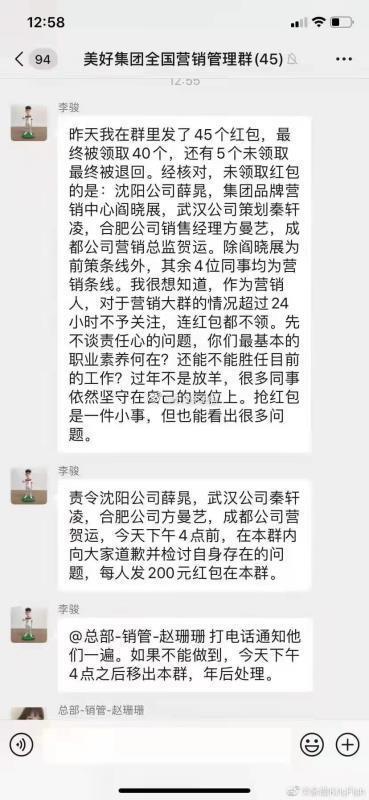 12:58
94
美好集团全国营销管理群(45)
12:55
李骏
昨天我在群里发了45个红包，最
终被领取40个，还有5个未领取
最终被退回。经核对，未领取红包
的是：沈阳公司薛晃，集团品牌营
销中心阎晓展，武汉公司策划秦轩
凌，合肥公司销售经理方曼艺，成
都公司营销总监贺运。除阎晓展为
前策条线外，其余4位同事均为营
销条线。我很想知道，作为营销
人，对于营销大群的情况超过24
小时不予关注，连红包都不领。先
不谈责任心的问题，你们最基本的
职业素养何在？还能不能胜任目前
的工作？过年不是放羊，很多同事
依然坚守在自己的岗位上。抢红包
是一件小事，但也能看出很多问
题。
李骏
责令沈阳公司薛晃，武汉公司秦轩
凌，合肥公司方曼艺，成都公司营
贺运，今天下午4点前，在本群内
向大家道歉并检讨自身存在的问
题，每人发200元红包在本群。
李骏
@总部-销管-赵珊珊 打电话通知他
们一遍。如果不能做到，今天下午
4点之后移出本群，年后处理。
总部-销管-赵珊珊